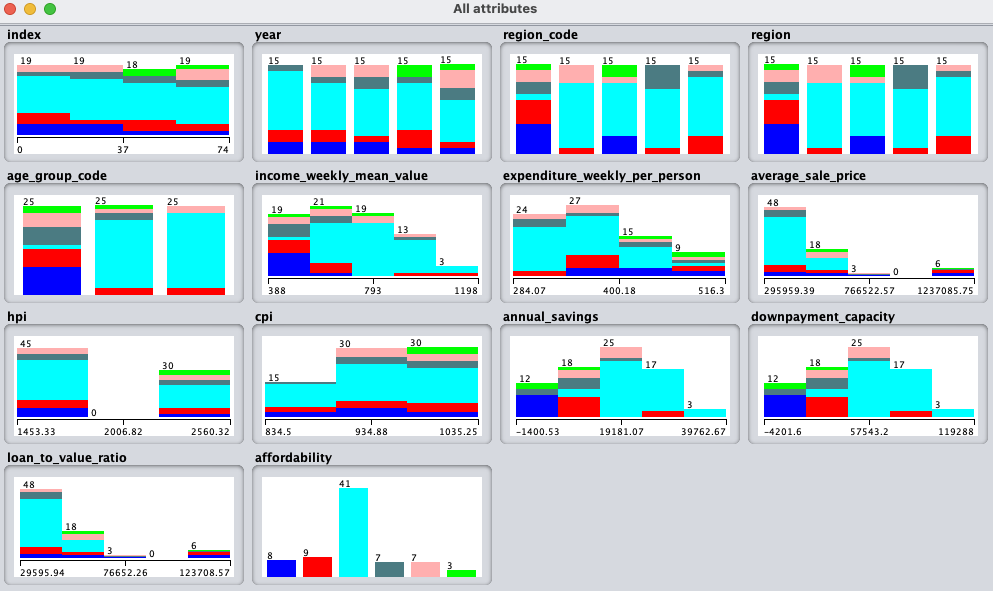 All attributes
index
year
region_code
region
19 19 18 19
15 15 15 15 15
15 15 15 15 15
15 15 15 15 15
0 37 74
age_group_code
income_weekly_mean_value
expenditure_weekly_per_person
average_sale_price
25 25 25
19 21 19 13 3
24 27 15 9
48 18 3 0 6
388 793 1198
284.07 400.18 516.3
295959.39 766522.57 1237085.75
hpi
cpi
annual_savings
downpayment_capacity
45 0 30
15 30 30
12 18 25 17 3
12 18 25 17 3
1453.33 2006.82 2560.32
834.5 934.88 1035.25
-1400.53 19181.07 39762.67
-4201.6 57543.2 119288
loan_to_value_ratio
affordability
48 18 3 0 6
8 9 41 7 7 3
29595.94 76652.26 123708.57